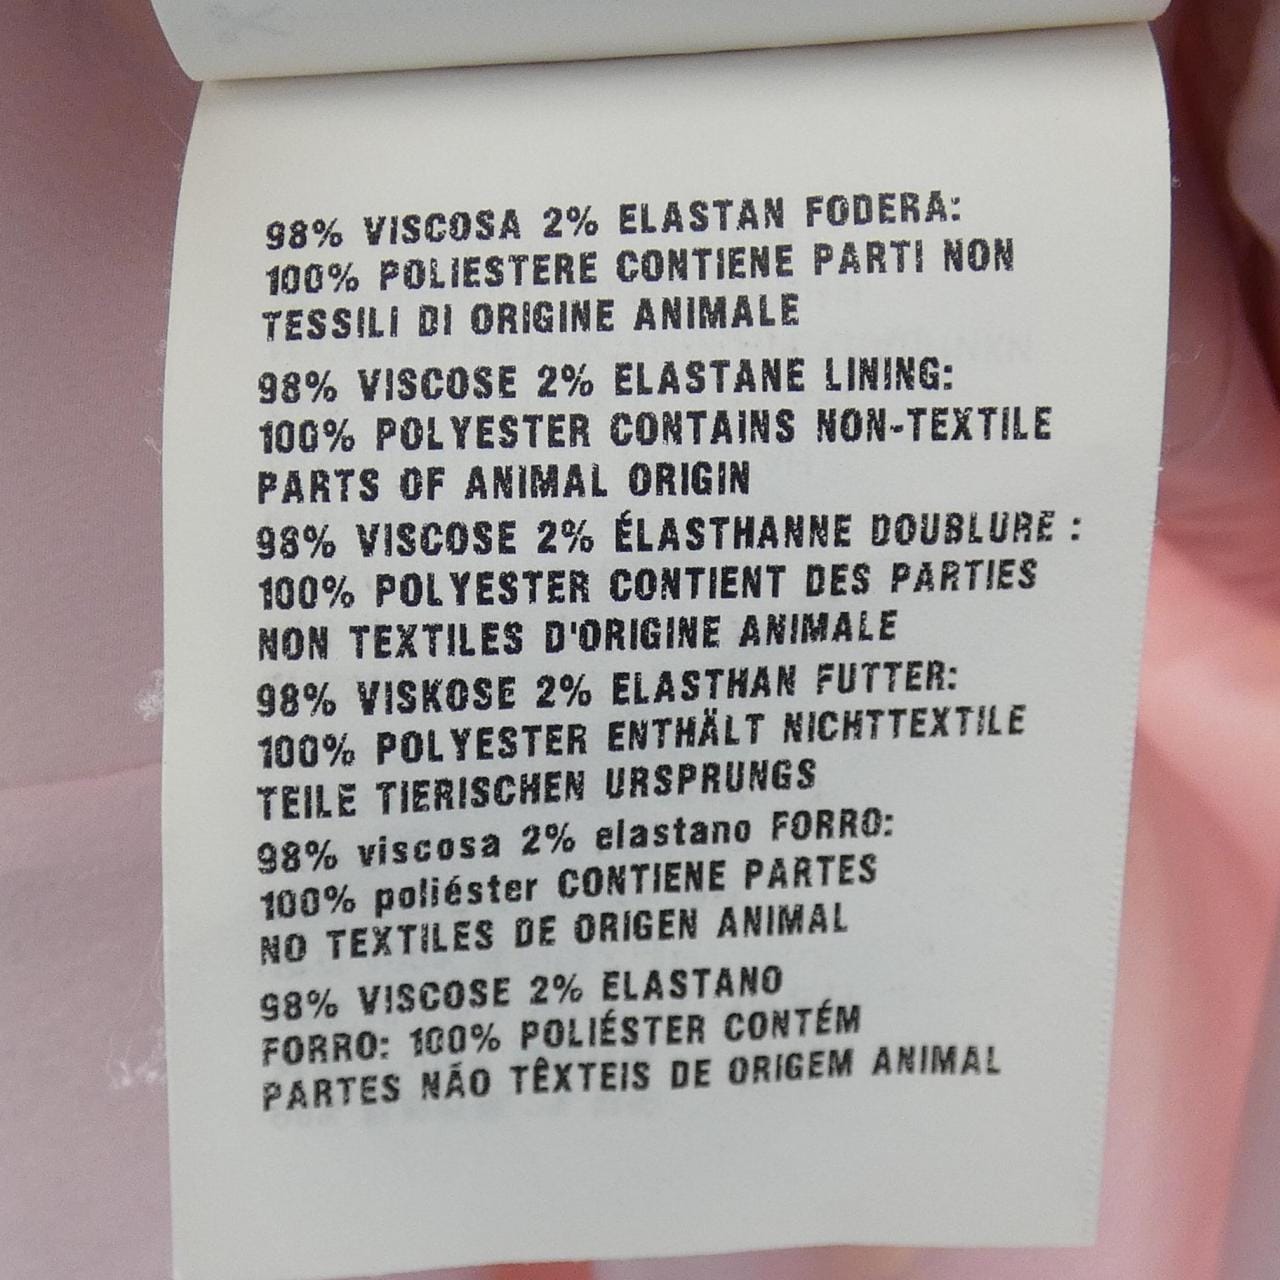 98% VISCOSA 2% ELASTAN FODERA:
100% POLIESTERE CONTIENE PARTI NON
TESSILI DI ORIGINE ANIMALE
98% VISCOSE 2% ELASTANE LINING:
100% POLYESTER CONTAINS NON-TEXTILE
PARTS OF ANIMAL ORIGIN
98% VISCOSE 2% ÉLASTHANNE DOUBLURE :
100% POLYESTER CONTIENT DES PARTIES
NON TEXTILES D'ORIGINE ANIMALE
98% VISKOSE 2% ELASTHAN FUTTER:
100% POLYESTER ENTHÄLT NICHTTEXTILE
TEILE TIERISCHEN URSPRUNGS
98% viscosa 2% elastano FORRO:
100% poliéster CONTIENE PARTES
NO TEXTILES DE ORIGEN ANIMAL
98% VISCOSE 2% ELASTANO
FORRO: 100% POLIÉSTER CONTÉM
PARTES NÃO TÊXTEIS DE ORIGEM ANIMAL